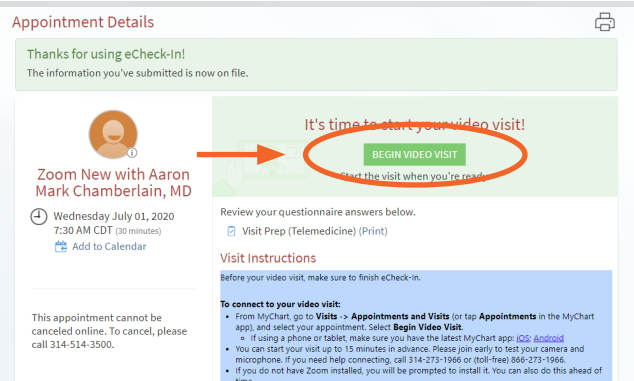 Appointment Details
Thanks for using eCheck-In!
The information you've submitted is now on file.
It's time to start your video visit!
BEGIN VIDEO VISIT
Start the visit when you're ready
Zoom New with Aaron
Mark Chamberlain, MD
Wednesday July 01, 2020
7:30 AM CDT (30 minutes)
Add to Calendar
This appointment cannot be
canceled online. To cancel, please
call 314-514-3500.
Review your questionnaire answers below.
Visit Prep (Telemedicine) (Print)
Visit Instructions
Before your video visit, make sure to finish eCheck-In.
To connect to your video visit:
• From MyChart, go to Visits -> Appointments and Visits (or tap Appointments in the MyChart
app), and select your appointment. Select Begin Video Visit.
• If using a phone or tablet, make sure you have the latest MyChart app: iOS; Android
• You can start your visit up to 15 minutes in advance. Please join early to test your camera and
microphone. If you need help connecting, call 314-273-1966 or (toll-free) 866-273-1966.
• If you do not have Zoom installed, you will be prompted to install it. You can also do this ahead of
time